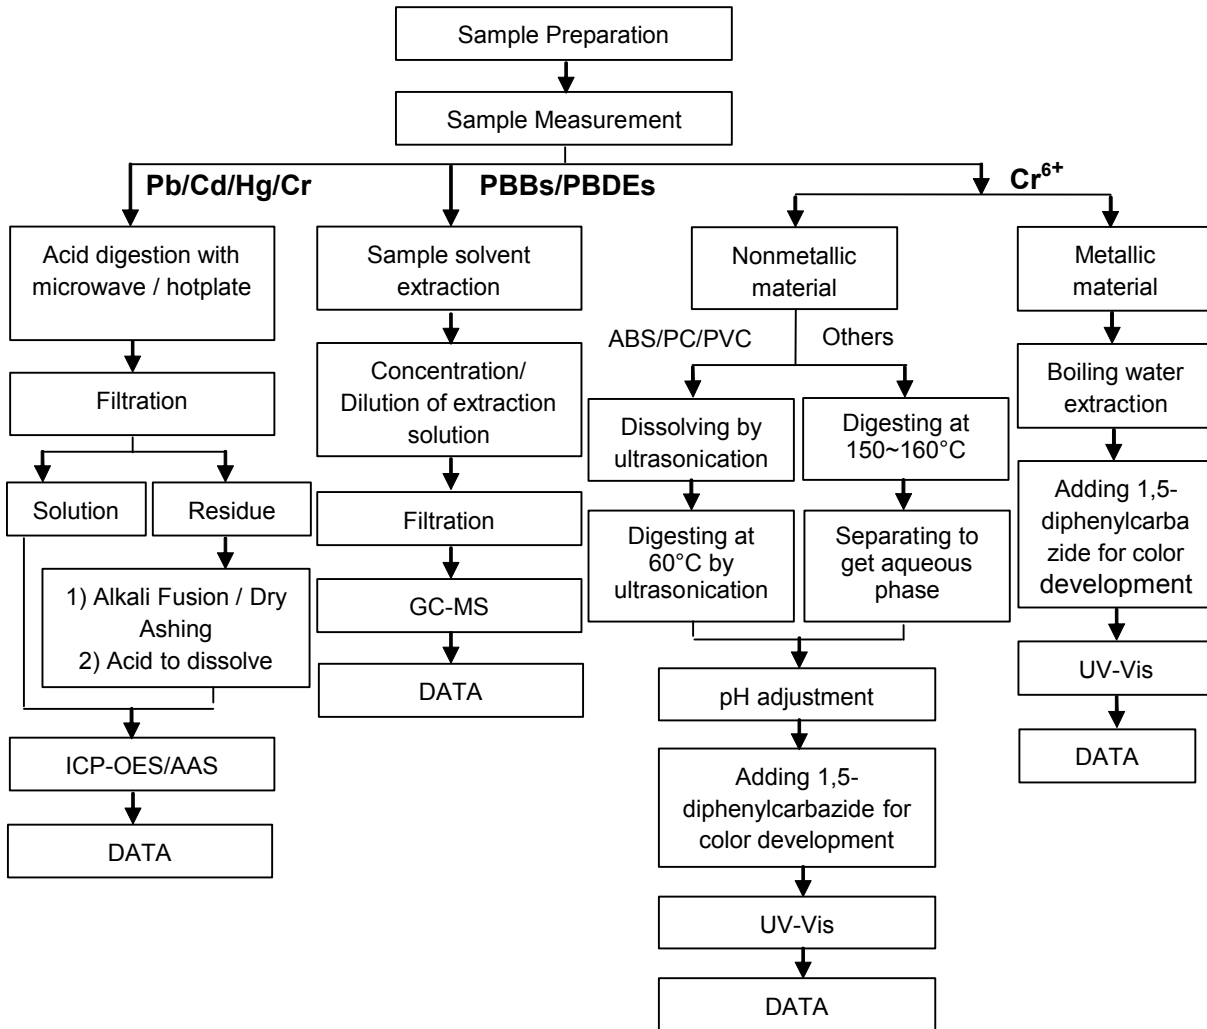 Sample Preparation
Sample Measurement
Pb/Cd/Hg/Cr
PBBs/PBDEs
Cr6+
Acid digestion with
microwave / hotplate
Filtration
Solution
Residue
1) Alkali Fusion / Dry
Ashing
2) Acid to dissolve
ICP-OES/AAS
DATA
Sample solvent
extraction
Concentration/
Dilution of extraction
solution
Filtration
GC-MS
DATA
Nonmetallic
material
ABS/PC/PVC
Others
Dissolving by
ultrasonication
Digesting at
60°C by
ultrasonication
Digesting at
150~160°C
Separating to
get aqueous
phase
pH adjustment
Adding 1,5-
diphenylcarbazide for
color development
UV-Vis
DATA
Metallic
material
Boiling water
extraction
Adding 1,5-
diphenylcarba
zide for color
development
UV-Vis
DATA